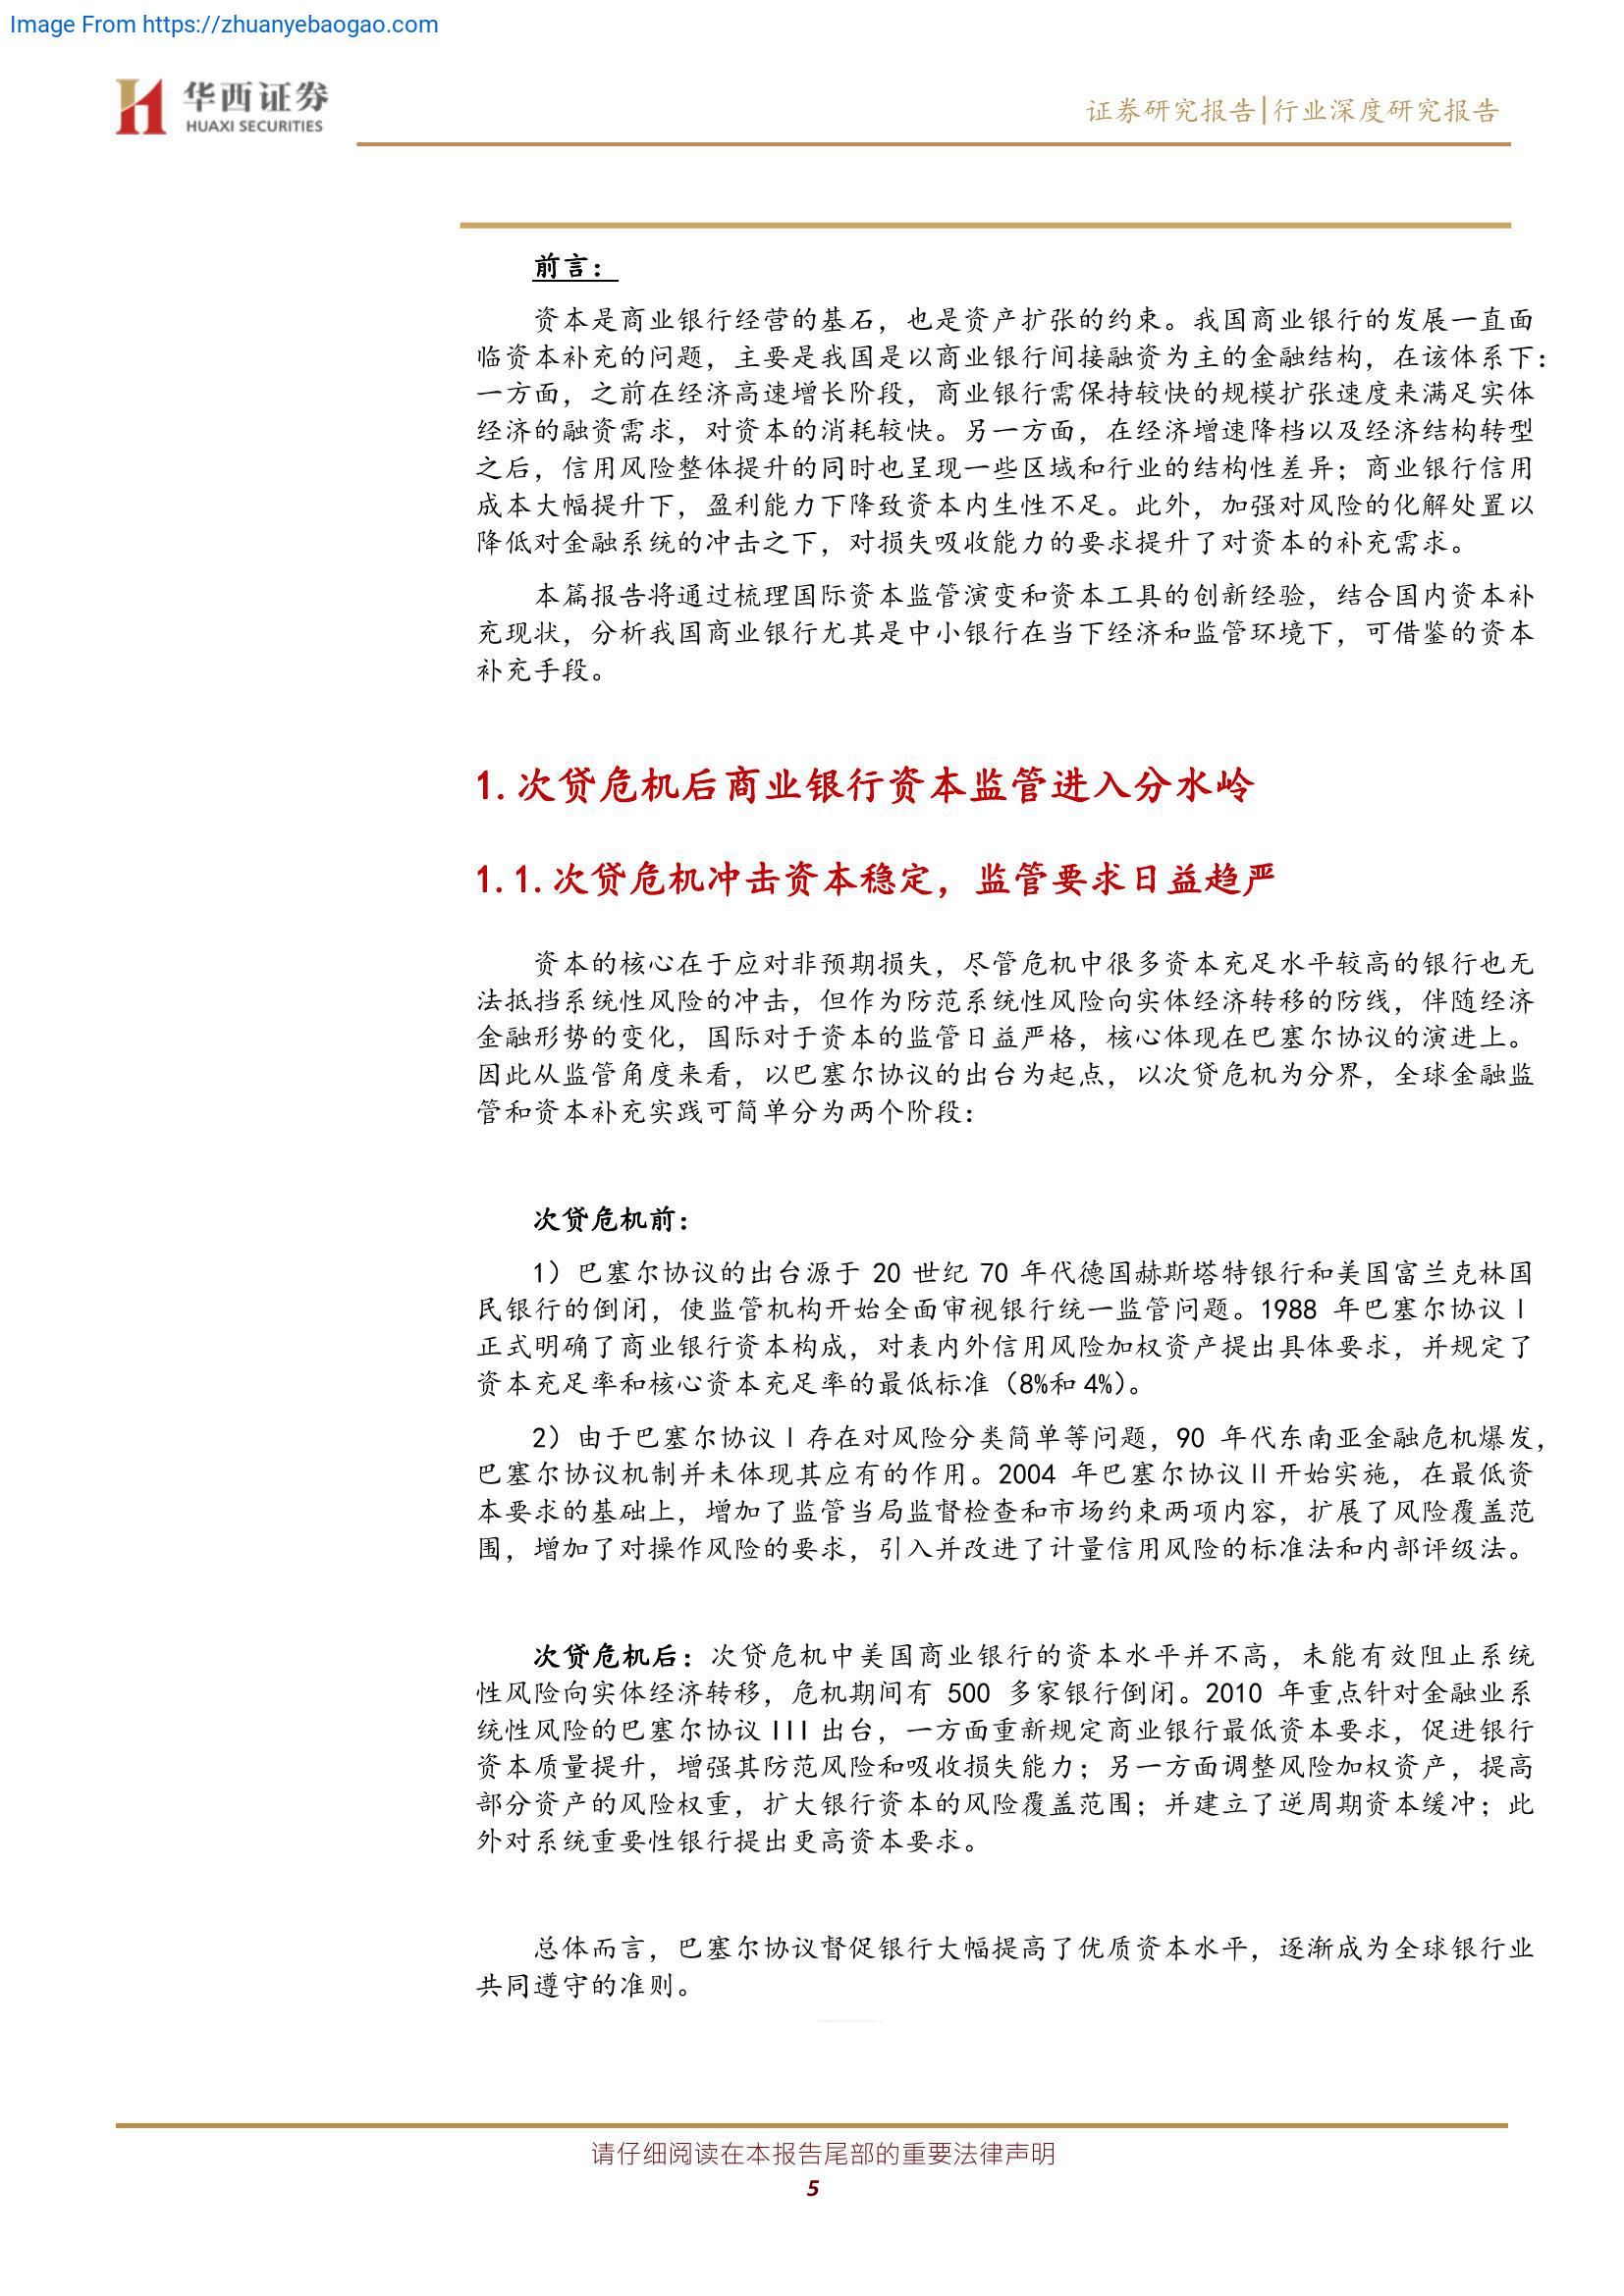 Image From https://zhuanyebaogao.com
华西证券
HUAXI SECURITIES
证券研究报告|行业深度研究报告
前言：
资本是商业银行经营的基石，也是资产扩张的约束。我国商业银行的发展一直面
临资本补充的问题，主要是我国是以商业银行间接融资为主的金融结构，在该体系下：
一方面，之前在经济高速增长阶段，商业银行需保持较快的规模扩张速度来满足实体
经济的融资需求，对资本的消耗较快。另一方面，在经济增速降档以及经济结构转型
之后，信用风险整体提升的同时也呈现一些区域和行业的结构性差异；商业银行信用
成本大幅提升下，盈利能力下降致资本内生性不足。此外，加强对风险的化解处置以
降低对金融系统的冲击之下，对损失吸收能力的要求提升了对资本的补充需求。
本篇报告将通过梳理国际资本监管演变和资本工具的创新经验，结合国内资本补
充现状，分析我国商业银行尤其是中小银行在当下经济和监管环境下，可借鉴的资本
补充手段。
1.次贷危机后商业银行资本监管进入分水岭
1.1.次贷危机冲击资本稳定，监管要求日益趋严
资本的核心在于应对非预期损失，尽管危机中很多资本充足水平较高的银行也无
法抵挡系统性风险的冲击，但作为防范系统性风险向实体经济转移的防线，伴随经济
金融形势的变化，国际对于资本的监管日益严格，核心体现在巴塞尔协议的演进上。
因此从监管角度来看，以巴塞尔协议的出台为起点，以次贷危机为分界，全球金融监
管和资本补充实践可简单分为两个阶段：
次贷危机前：
1）巴塞尔协议的出台源于 20 世纪 70 年代德国赫斯塔特银行和美国富兰克林国
民银行的倒闭，使监管机构开始全面审视银行统一监管问题。1988 年巴塞尔协议Ⅰ
正式明确了商业银行资本构成，对表内外信用风险加权资产提出具体要求，并规定了
资本充足率和核心资本充足率的最低标准（8%和 4%）。
2）由于巴塞尔协议Ⅰ存在对风险分类简单等问题，90 年代东南亚金融危机爆发，
巴塞尔协议机制并未体现其应有的作用。2004 年巴塞尔协议Ⅱ开始实施，在最低资
本要求的基础上，增加了监管当局监督检查和市场约束两项内容，扩展了风险覆盖范
围，增加了对操作风险的要求，引入并改进了计量信用风险的标准法和内部评级法。
次贷危机后：次贷危机中美国商业银行的资本水平并不高，未能有效阻止系统
性风险向实体经济转移，危机期间有 500 多家银行倒闭。2010 年重点针对金融业系
统性风险的巴塞尔协议 III 出台，一方面重新规定商业银行最低资本要求，促进银行
资本质量提升，增强其防范风险和吸收损失能力；另一方面调整风险加权资产，提高
部分资产的风险权重，扩大银行资本的风险覆盖范围；并建立了逆周期资本缓冲；此
外对系统重要性银行提出更高资本要求。
总体而言，巴塞尔协议督促银行大幅提高了优质资本水平，逐渐成为全球银行业
共同遵守的准则。
请仔细阅读在本报告尾部的重要法律声明
5